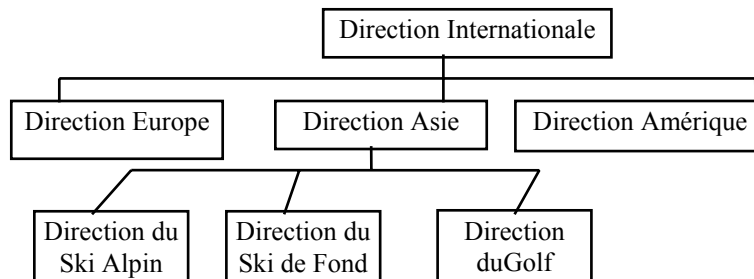 Direction Internationale
Direction Europe
Direction Asie
Direction Amérique
Direction du
Ski Alpin
Direction du
Ski de Fond
Direction
duGolf